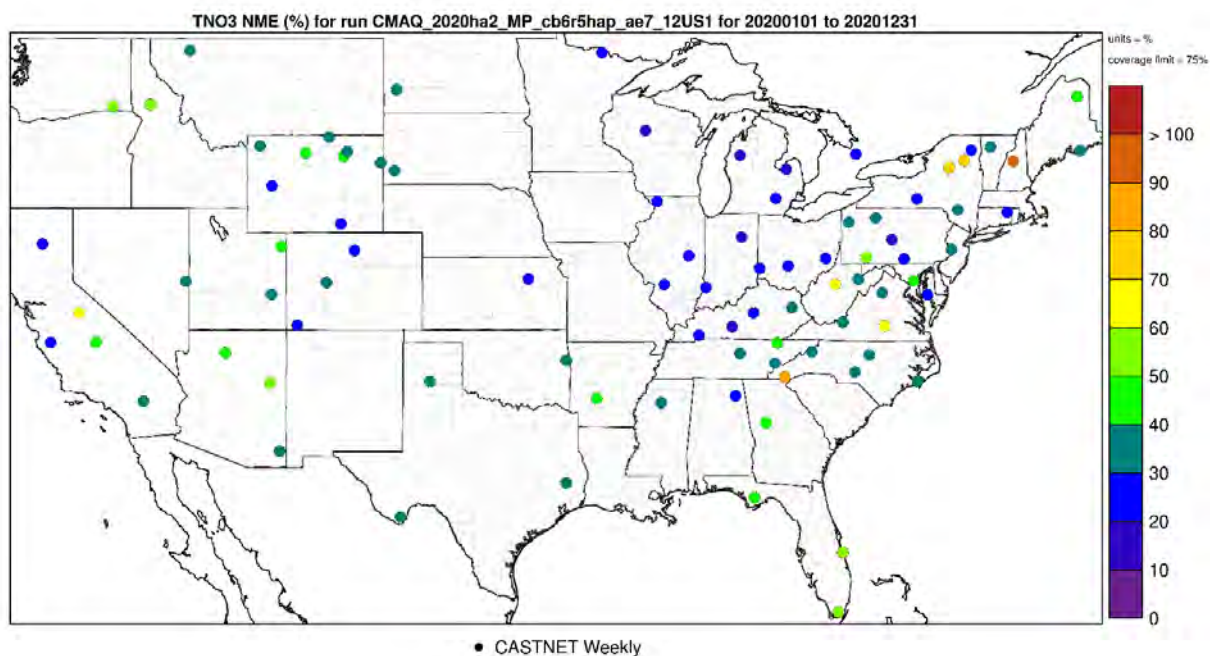 TNO3 NME (%) for run CMAQ_2020ha2_MP_cb6r5hap_ae7_12US1 for 20200101 to 20201231
units = %
coverage limit = 75%
> 100
90
80
70
60
50
40
30
20
10
0
CASTNET Weekly